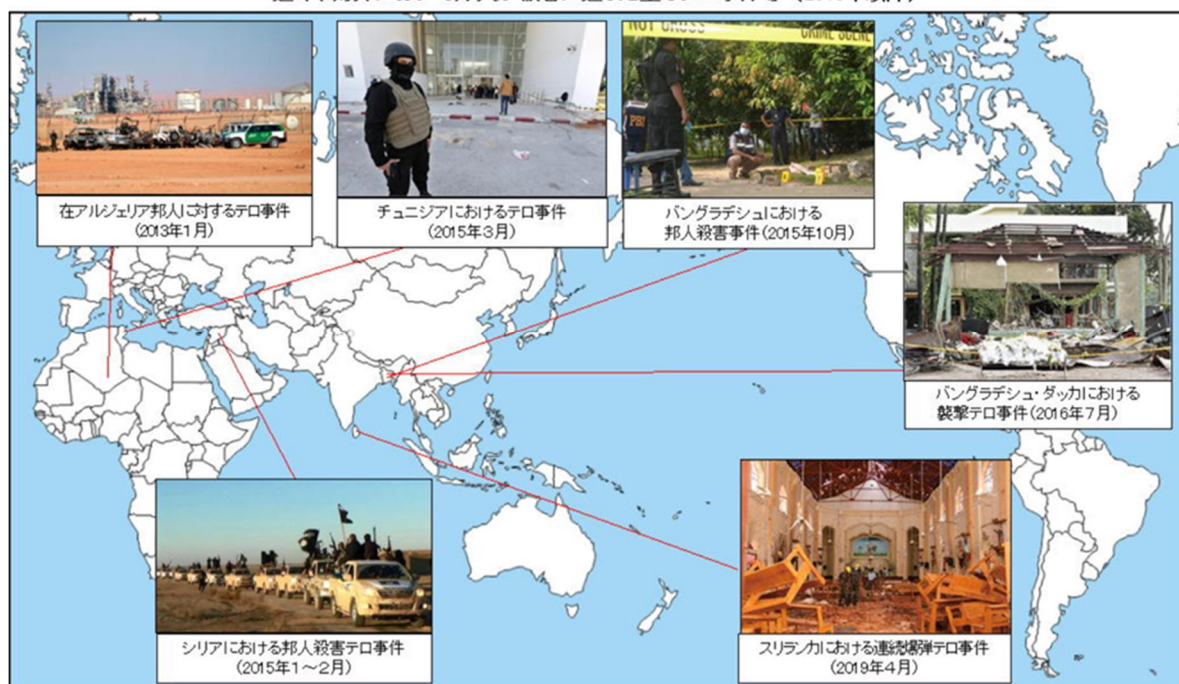 NOT CROSS
CRIME SCENE
PBI
在アルジェリア邦人に対するテロ事件
(2013年1月)
チュニジアにおけるテロ事件
(2015年3月)
バングラデシュにおける
邦人殺害事件(2015年10月)
バングラデシュ・ダッカにおける
襲撃テロ事件(2016年7月)
シリアにおける邦人殺害テロ事件
(2015年1～2月)
スリランカにおける連続爆弾テロ事件
(2019年4月)